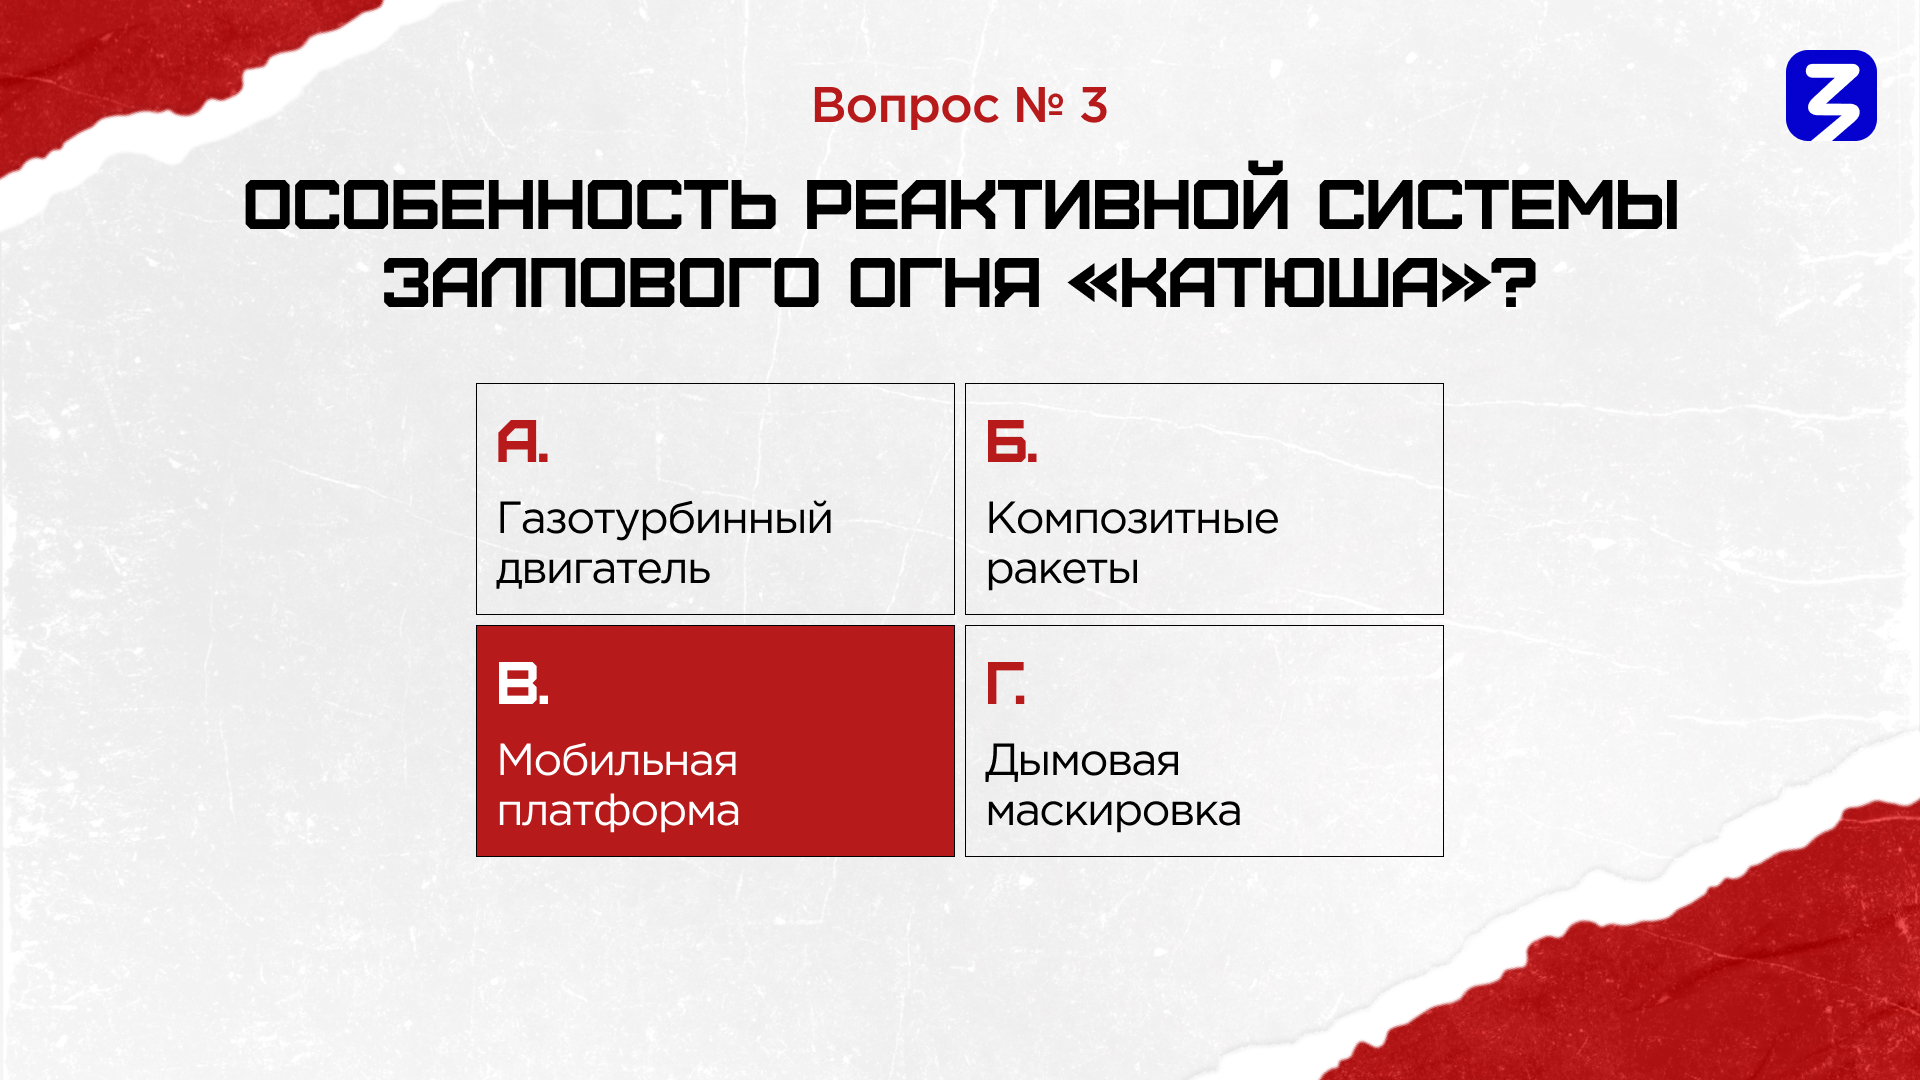 Вопрос № 3
ОСОБЕННОСТЬ РЕАКТИВНОЙ СИСТЕМЫ
ЗАЛПОВОГО ОГНЯ «КАТЮША»?
А.
Газотурбинный
двигатель
Б.
Композитные
ракеты
В.
Мобильная
платформа
Г.
Дымовая
маскировка